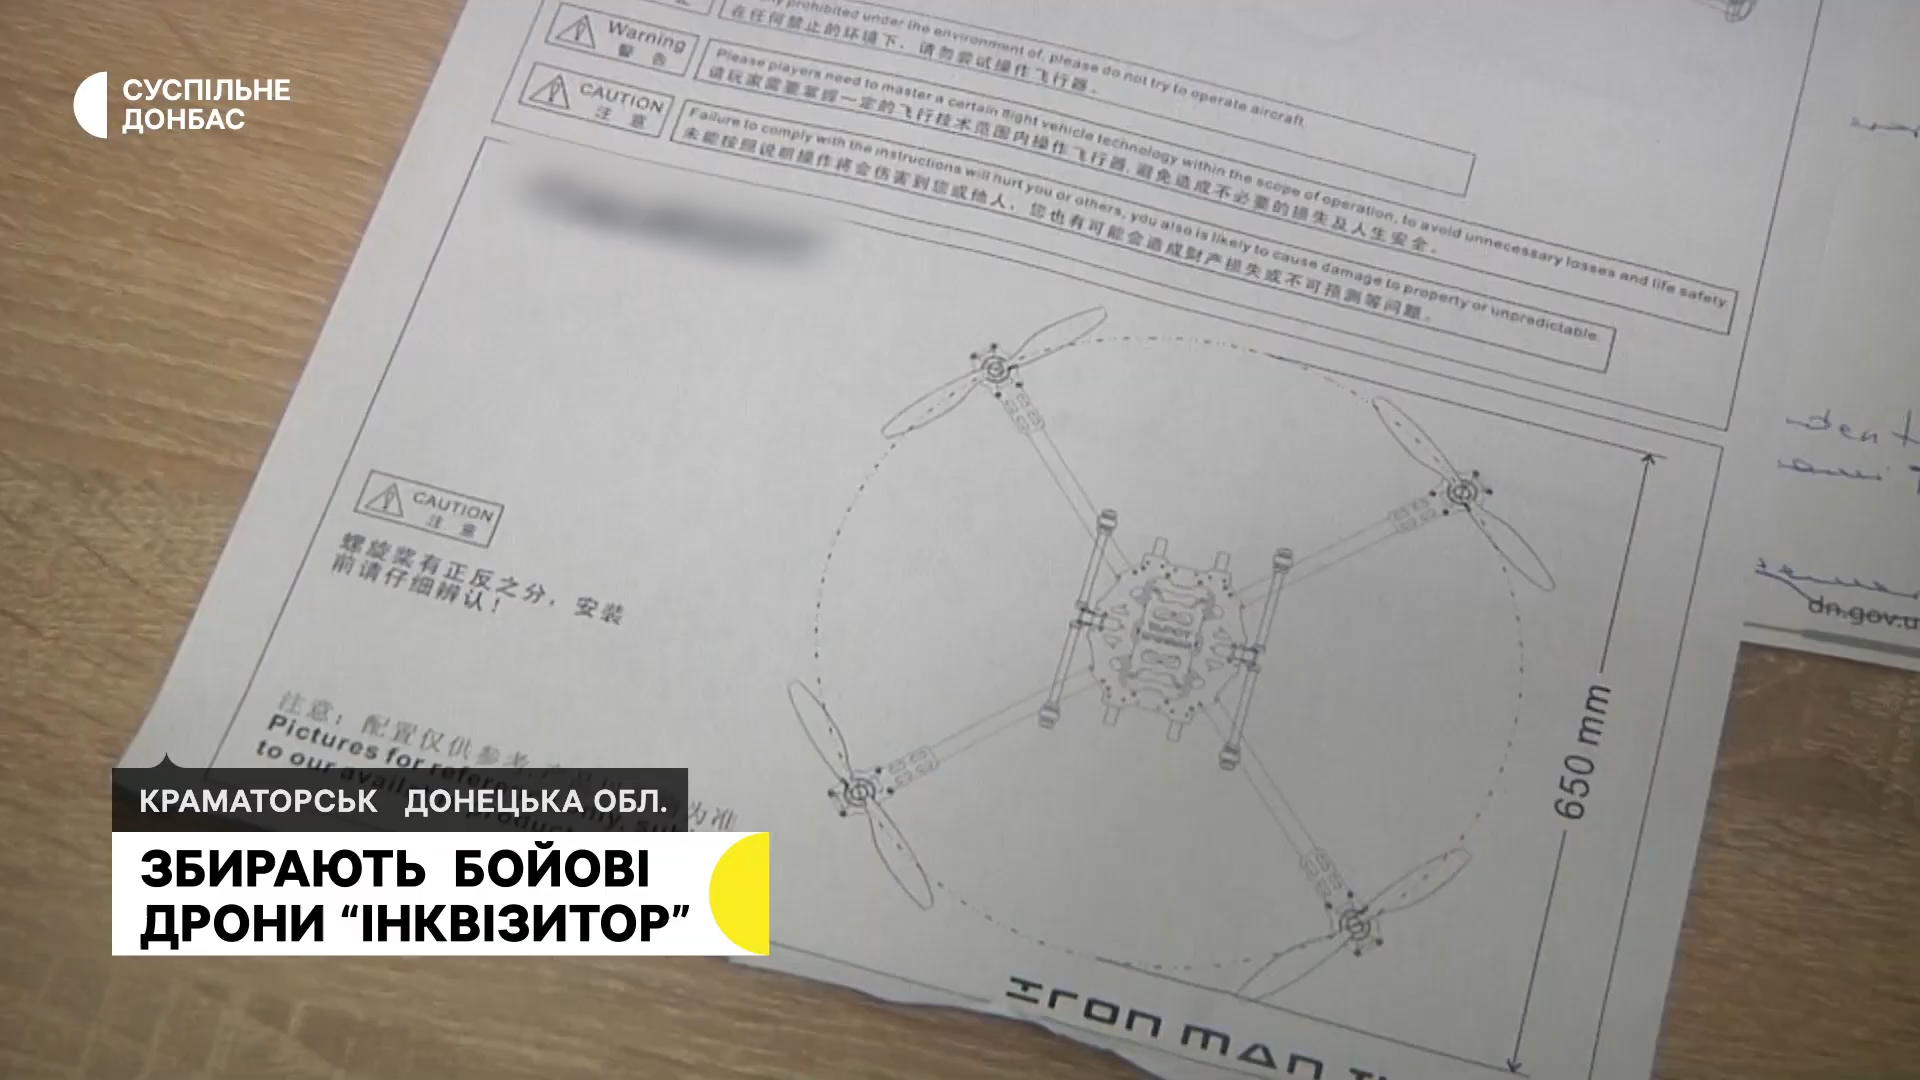 СУСПІЛЬНЕ
ДОНБАС
prohibited under the environment of, please do not try to operate aircraft.
在任何禁止的环境下，请勿尝试操作飞行器。
Warning
警 告
Please players need to master a certain flight vehicle technology within the scope of operation, to avoid unnecessary losses and life safety.
请玩家需要掌握一定的飞行技术范围内操作飞行器，避免造成不必要的损失及人生安全。
CAUTION
注 意
Failure to comply with the instructions will hurt you or others, you also is likely to cause damage to property or unpredictable.
未能按照说明操作将会伤害到您或他人，您也有可能会造成财产损失或不可预测等问题。
CAUTION
注 意
螺旋桨有正反之分，安装
前请仔细辨认！
注意：配置仅供参考，
为准
Pictures for
to our
650 mm
IRON MAN
dn.gov.u
КРАМАТОРСЬК ДОНЕЦЬКА ОБЛ.
ЗБИРАЮТЬ БОЙОВІ
ДРОНИ “ІНКВІЗИТОР”